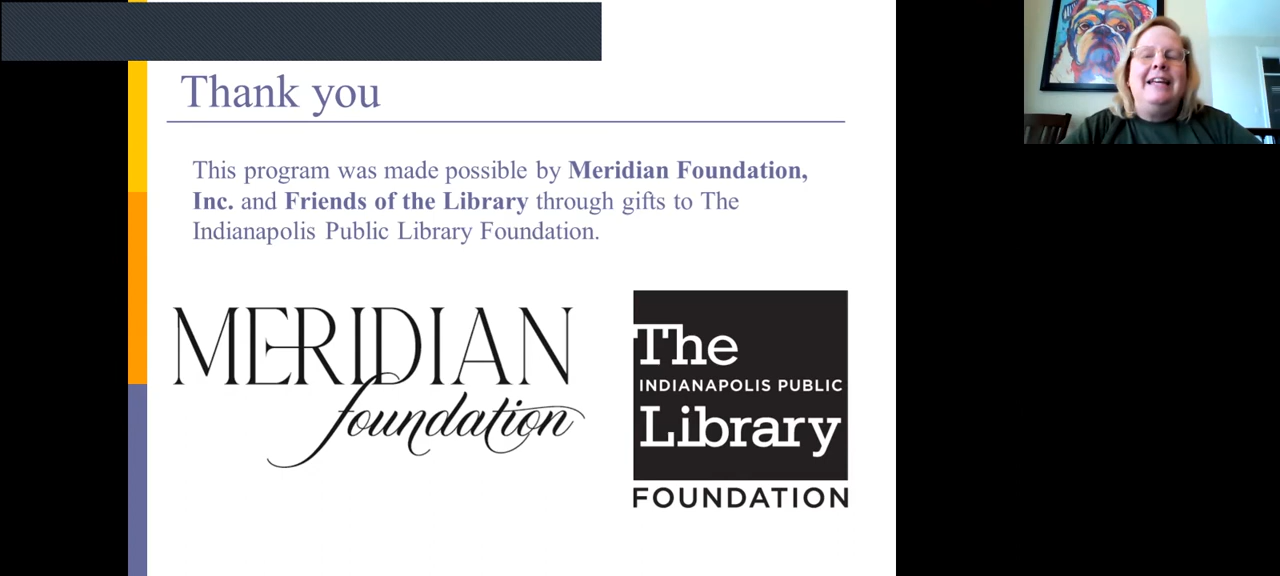 Thank you
This program was made possible by Meridian Foundation,
Inc. and Friends of the Library through gifts to The
Indianapolis Public Library Foundation.
MERIDIAN
foundation
The
INDIANAPOLIS PUBLIC
Library
FOUNDATION